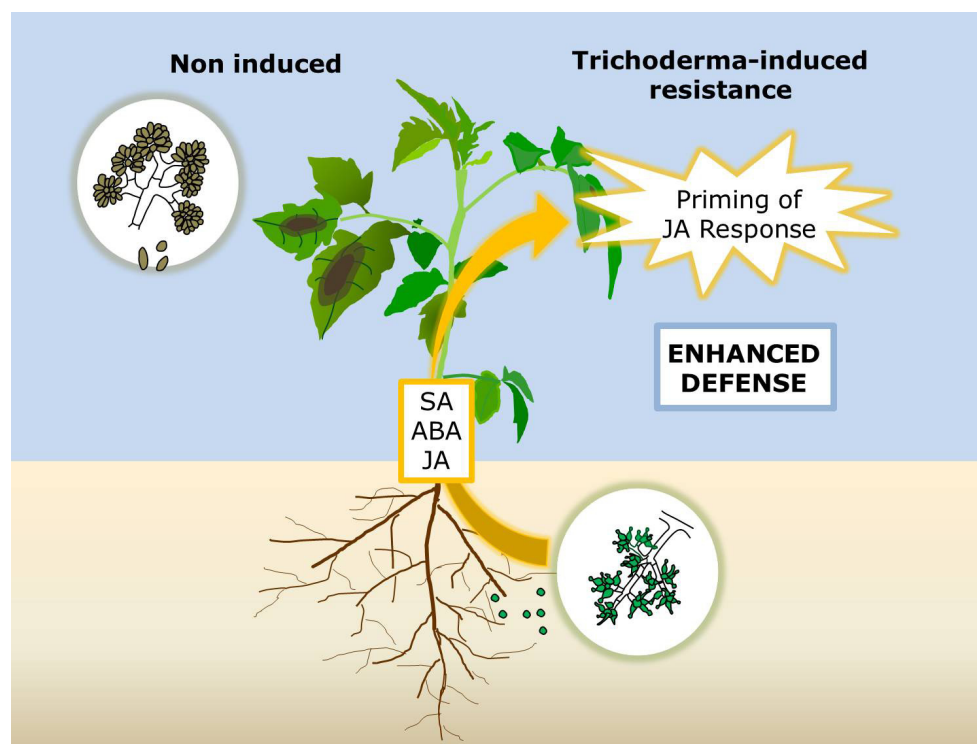 Non induced
Trichoderma-induced
resistance
Priming of
JA Response
ENHANCED
DEFENSE
SA
ABA
JA